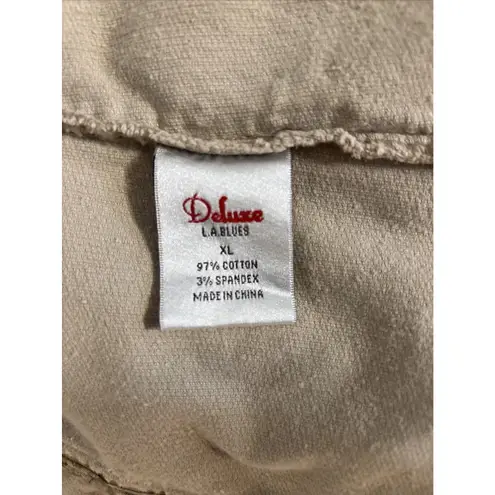 Deluxe
L.A.BLUES
XL
97% COTTON
3% SPANDEX
MADE IN CHINA